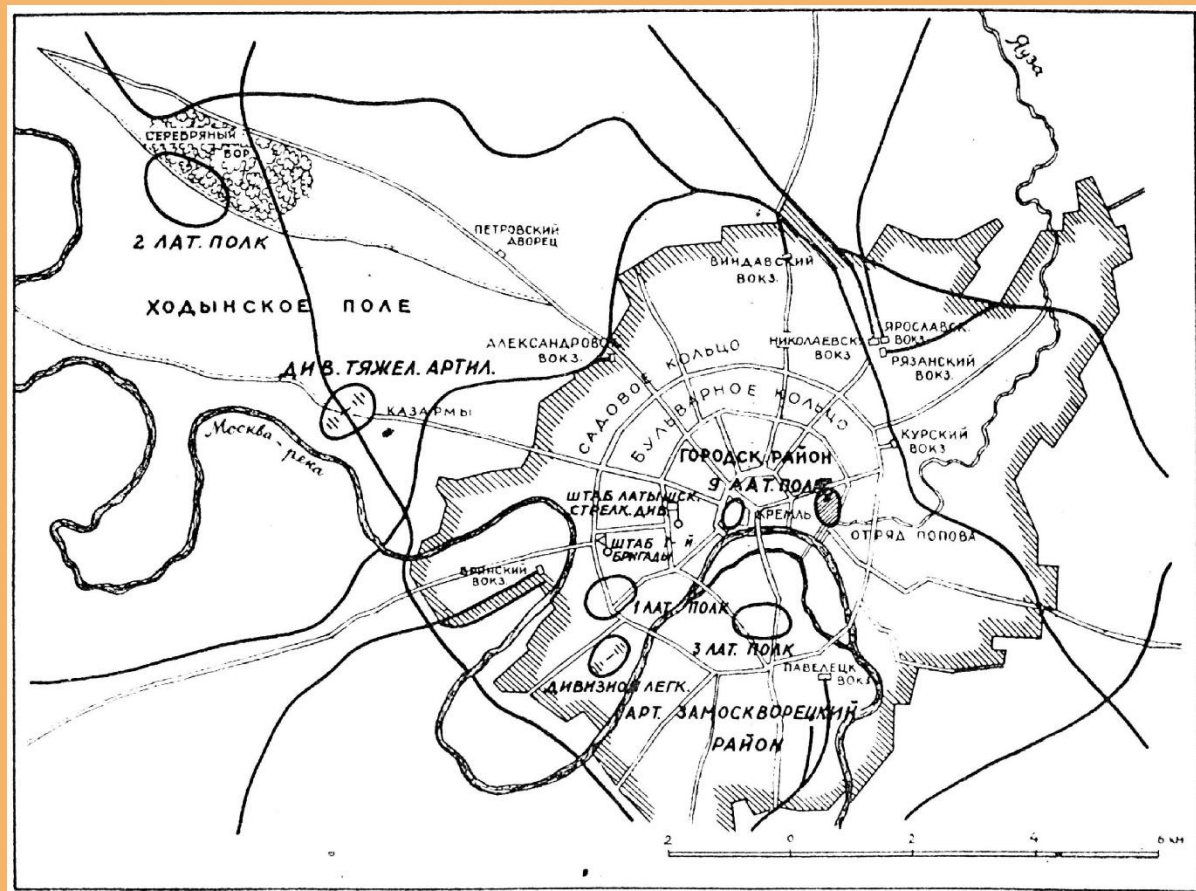 Яуза
СЕРЕБРЯНЫЙ
БОР
2 ЛАТ. ПОЛК
ПЕТРОВСКИЙ
ДВОРЕЦ
ВИНДАВСКИЙ
ВОКЗ.
ХОДЫНСКОЕ ПОЛЕ
АЛЕКСАНДРОВ
ВОКЗ.
НИКОЛАЕВСК.
ВОКЗ
ЯРОСЛАВСК.
ВОКЗ.
РЯЗАНСКИЙ
ВОКЗ.
ДИВ. ТЯЖЕЛ. АРТИЛ.
КАЗАРМЫ
САДОВОЕ КОЛЬЦО
БУЛЬВАРНОЕ КОЛЬЦО
Москва-
река
КУРСКИЙ
ВОКЗ
ГОРОДСК. РАЙОН
9 ЛАТ. ПОЛК
ШТАБ ЛАТЫШСК.
СТРЕЛК. ДИВ.
КРЕМЛЬ
ОТРЯД ПОПОВА
ШТАБ 1-Й
БРИГАДЫ
БРЯНСКИЙ
ВОКЗ.
1 ЛАТ. ПОЛК
3 ЛАТ. ПОЛК
ПАВЕЛЕЦК.
ВОКЗ
ДИВИЗИОН ЛЕГК.
АРТ. ЗАМОСКВОРЕЦКИЙ
РАЙОН
2 0 2 4 6 КМ